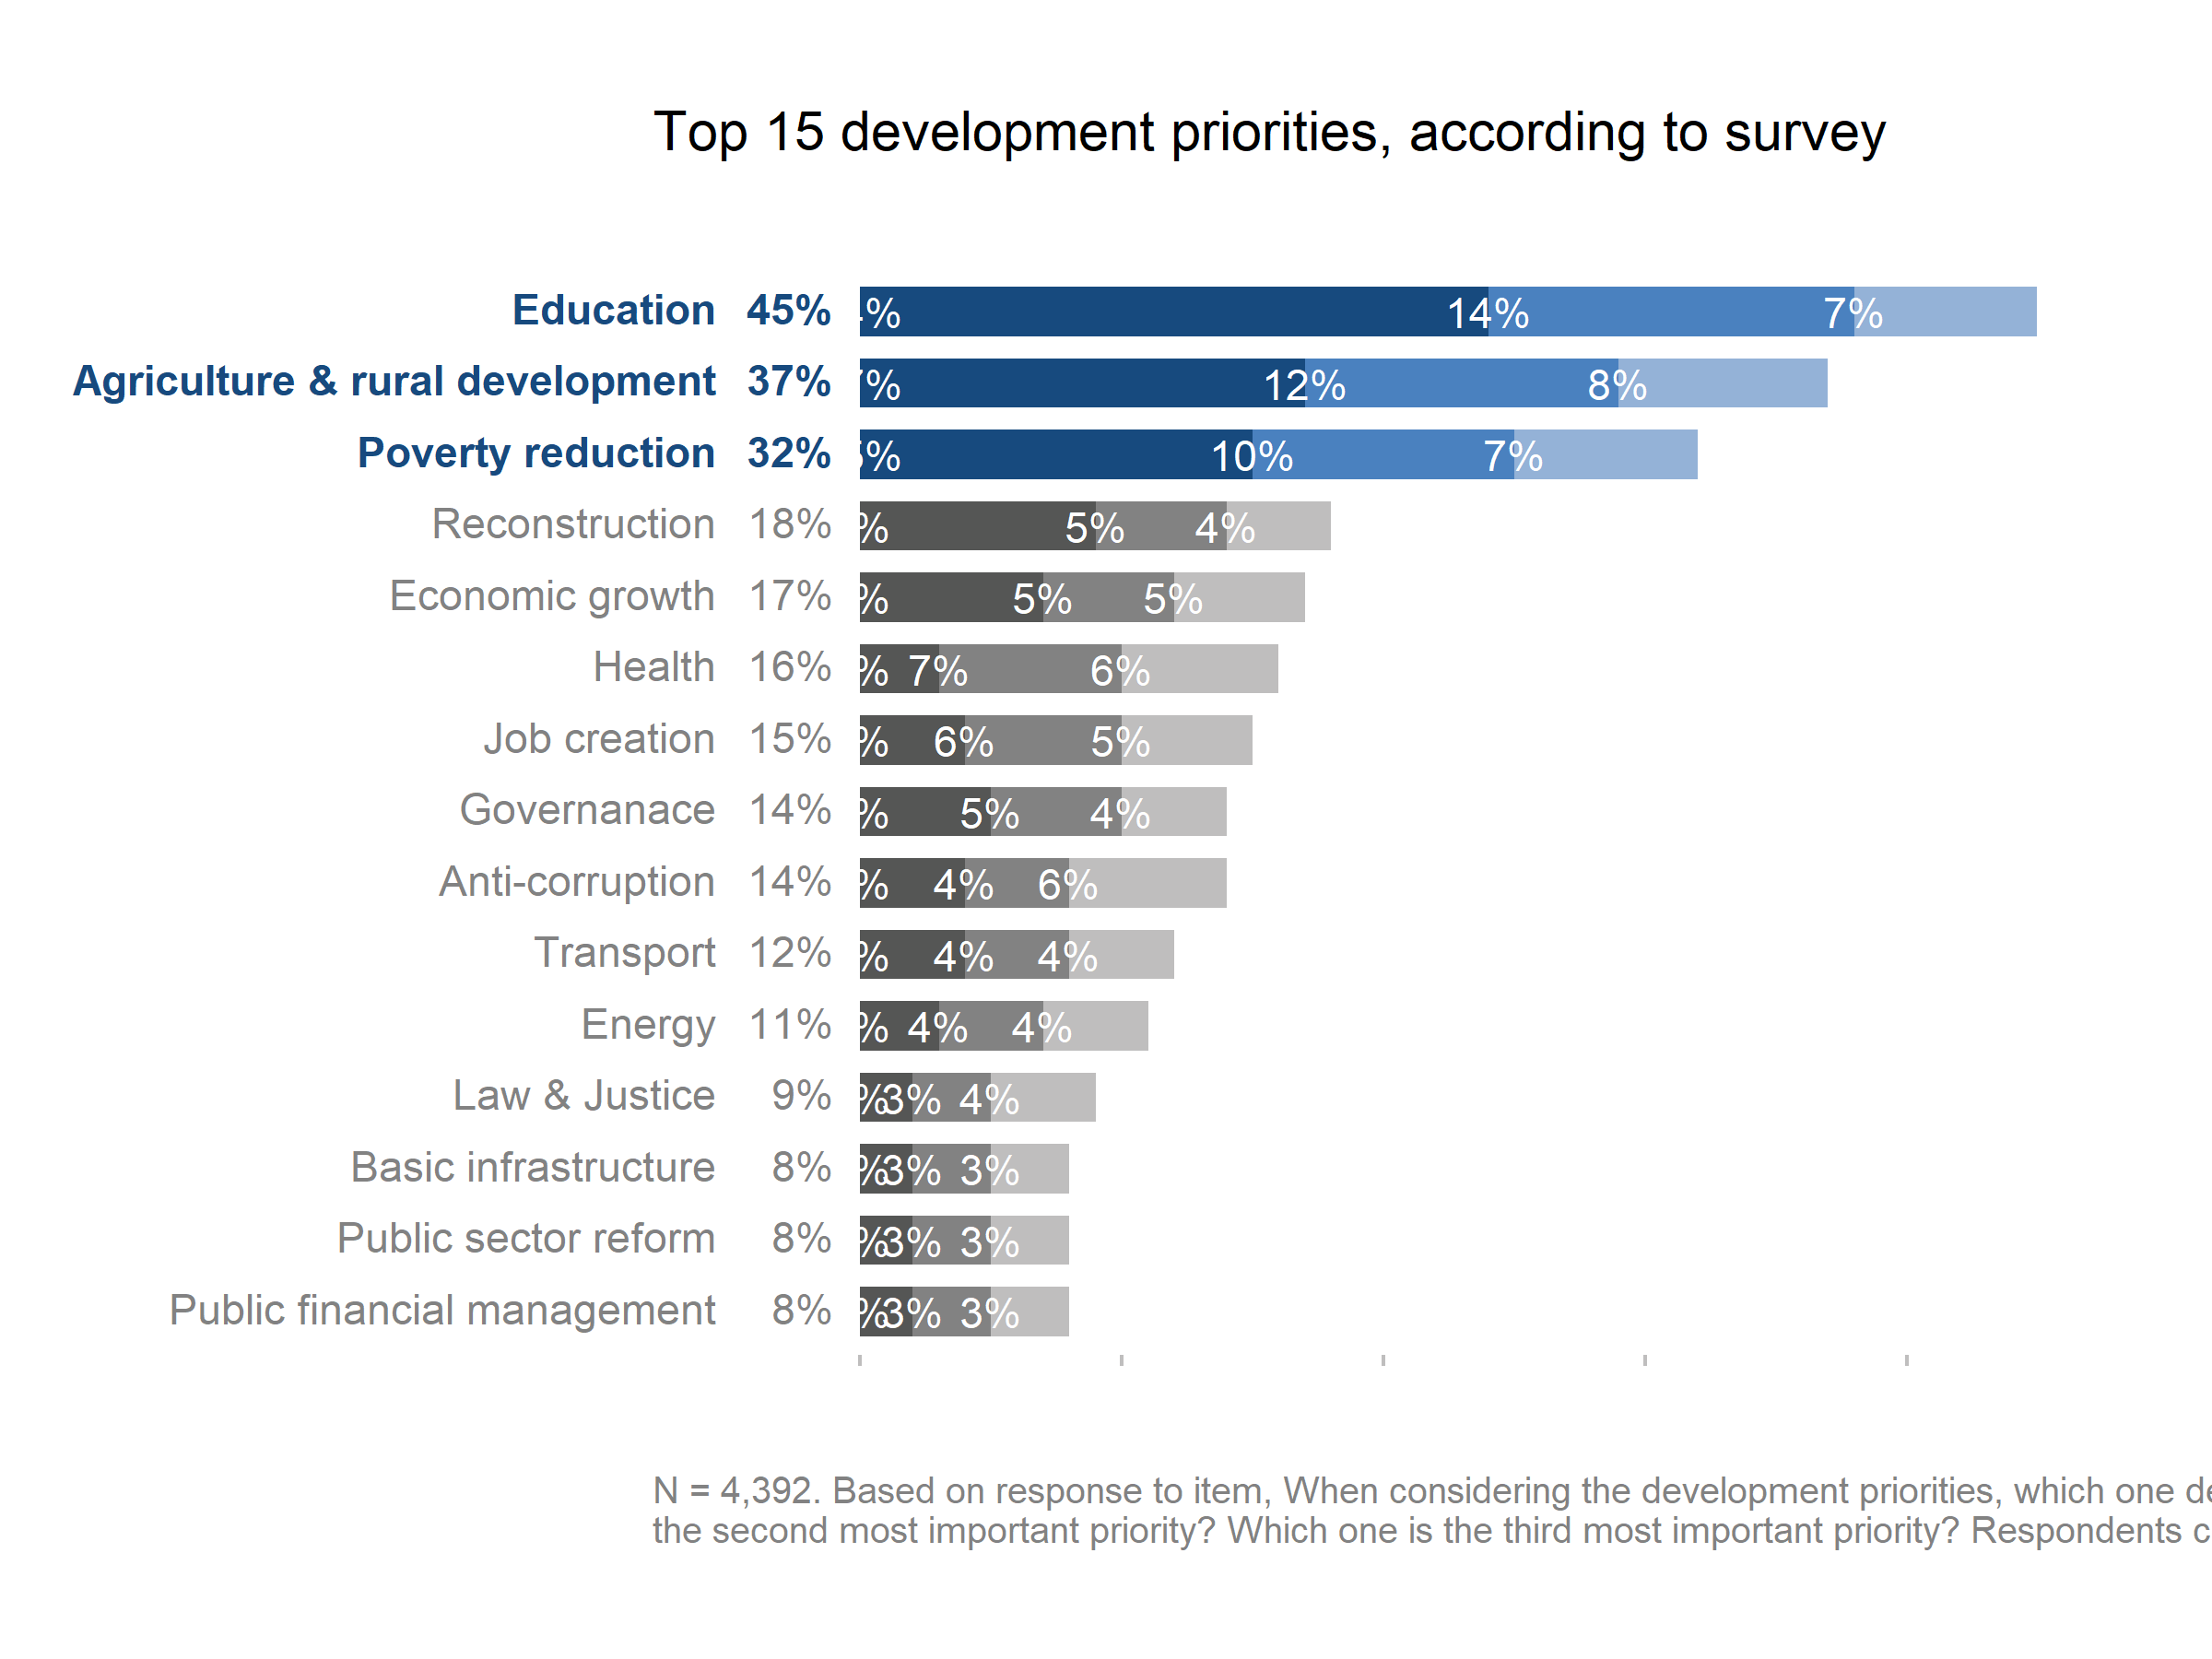 Top 15 development priorities, according to survey
Education 45% 14% 7%
Agriculture & rural development 37% 7% 12% 8%
Poverty reduction 32% 10% 7%
Reconstruction 18% % 5% 4%
Economic growth 17% % 5% 5%
Health 16% % 7% 6%
Job creation 15% % 6% 5%
Governanace 14% % 5% 4%
Anti-corruption 14% % 4% 6%
Transport 12% % 4% 4%
Energy 11% % 4% 4%
Law & Justice 9% % 3% 4%
Basic infrastructure 8% % 3% 3%
Public sector reform 8% % 3% 3%
Public financial management 8% % 3% 3%
N = 4,392. Based on response to item, When considering the development priorities, which one
the second most important priority? Which one is the third most important priority? Respondents